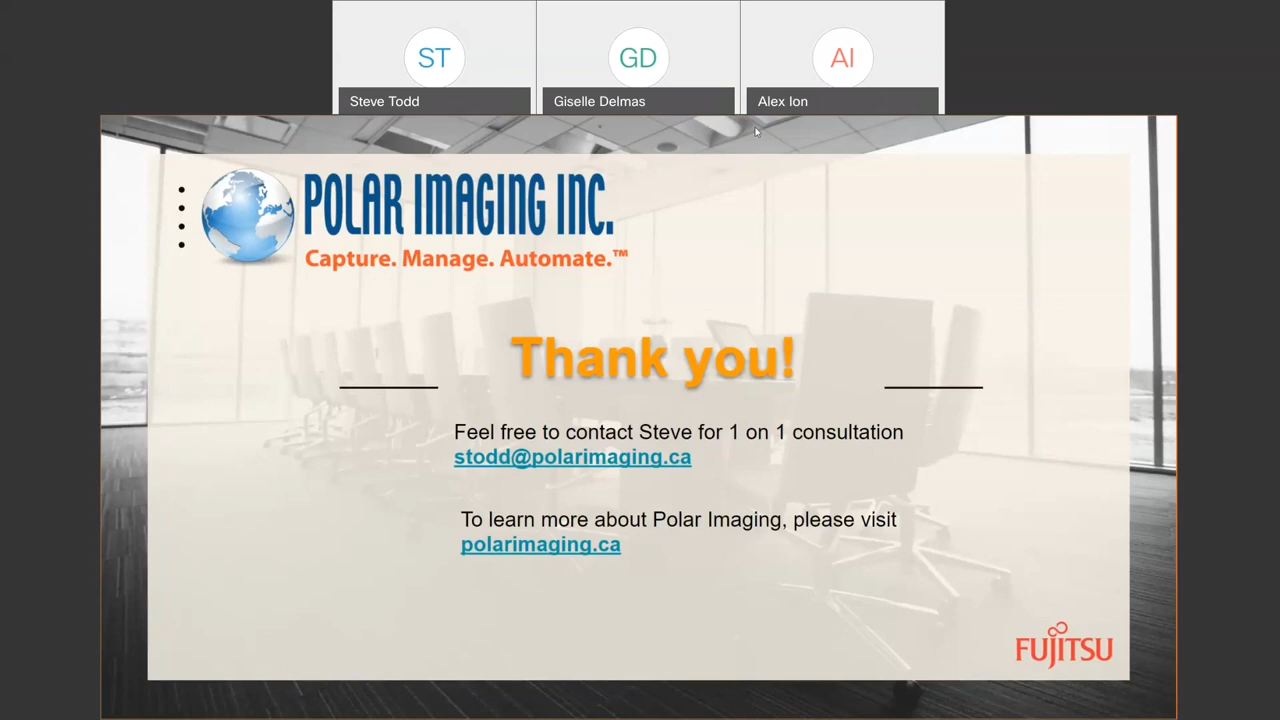 ST
GD
AI
Steve Todd
Giselle Delmas
Alex Ion
POLAR IMAGING INC.
Capture. Manage. Automate.™
Thank you!
Feel free to contact Steve for 1 on 1 consultation
stodd@polarimaging.ca
To learn more about Polar Imaging, please visit
polarimaging.ca
FUJITSU